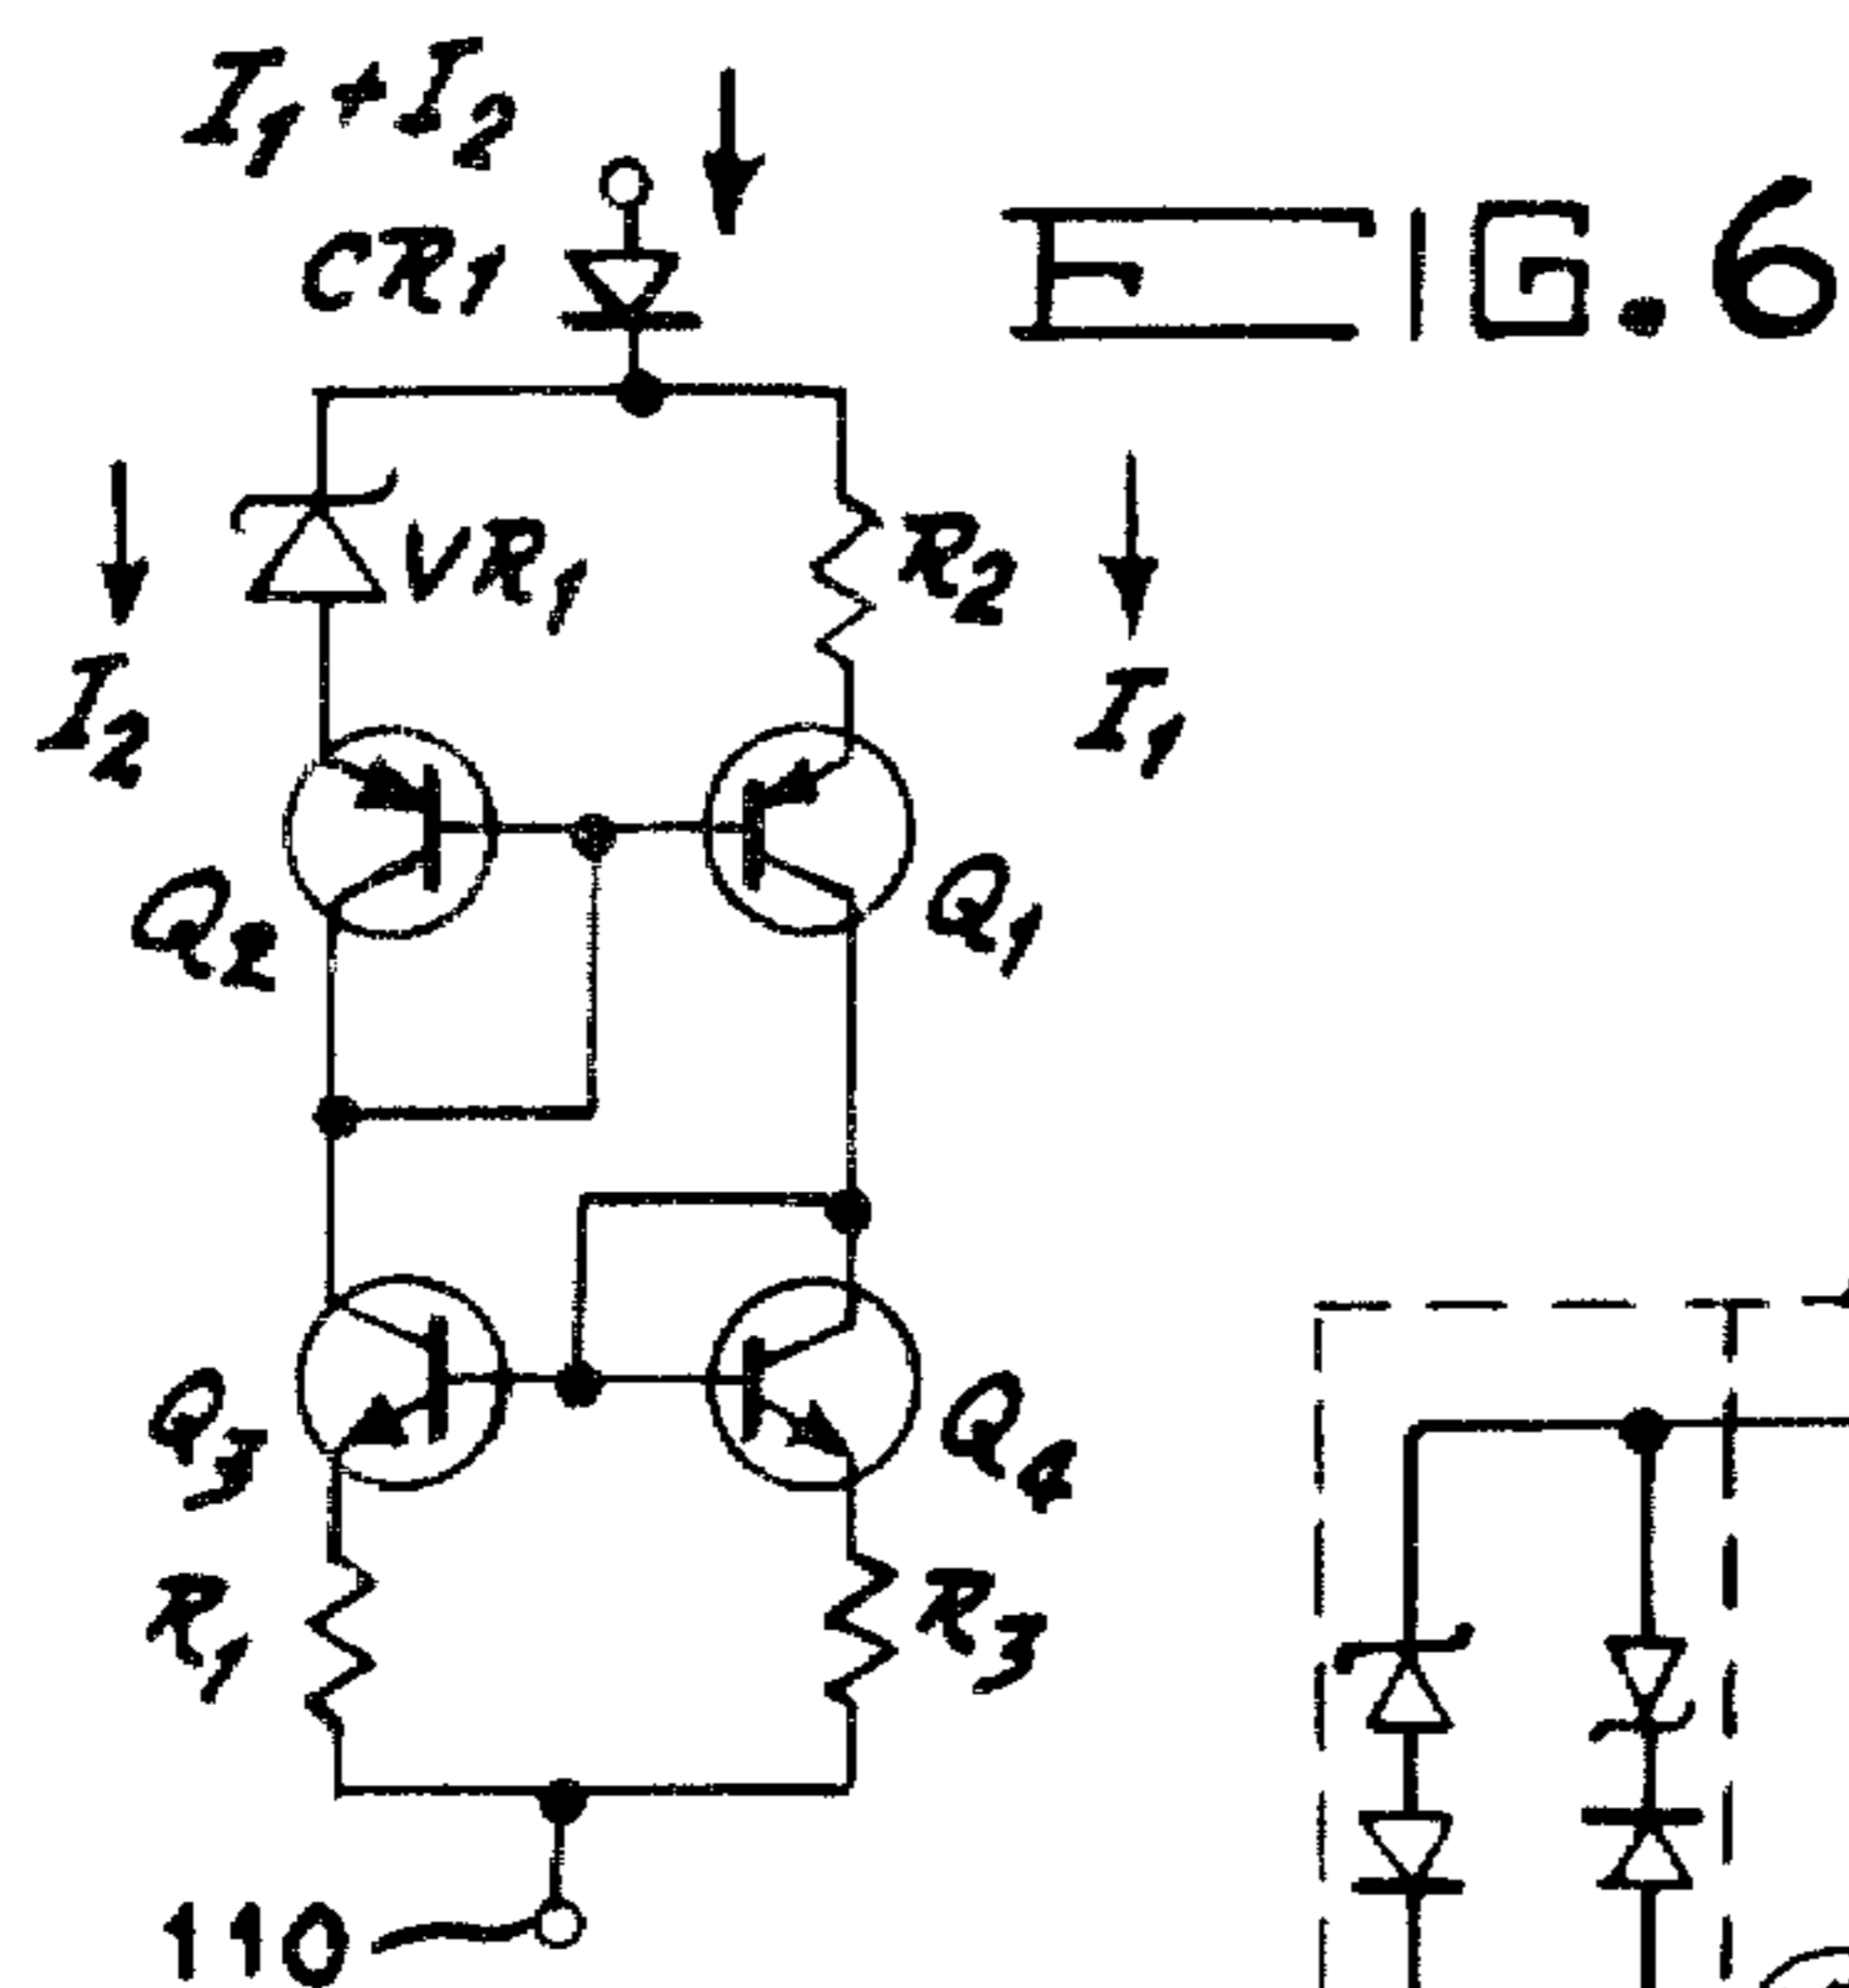 I1 + I2
CR1
FIG. 6
VR1
R2
I2
I1
Q2
Q1
Q3
Q4
R1
R3
110